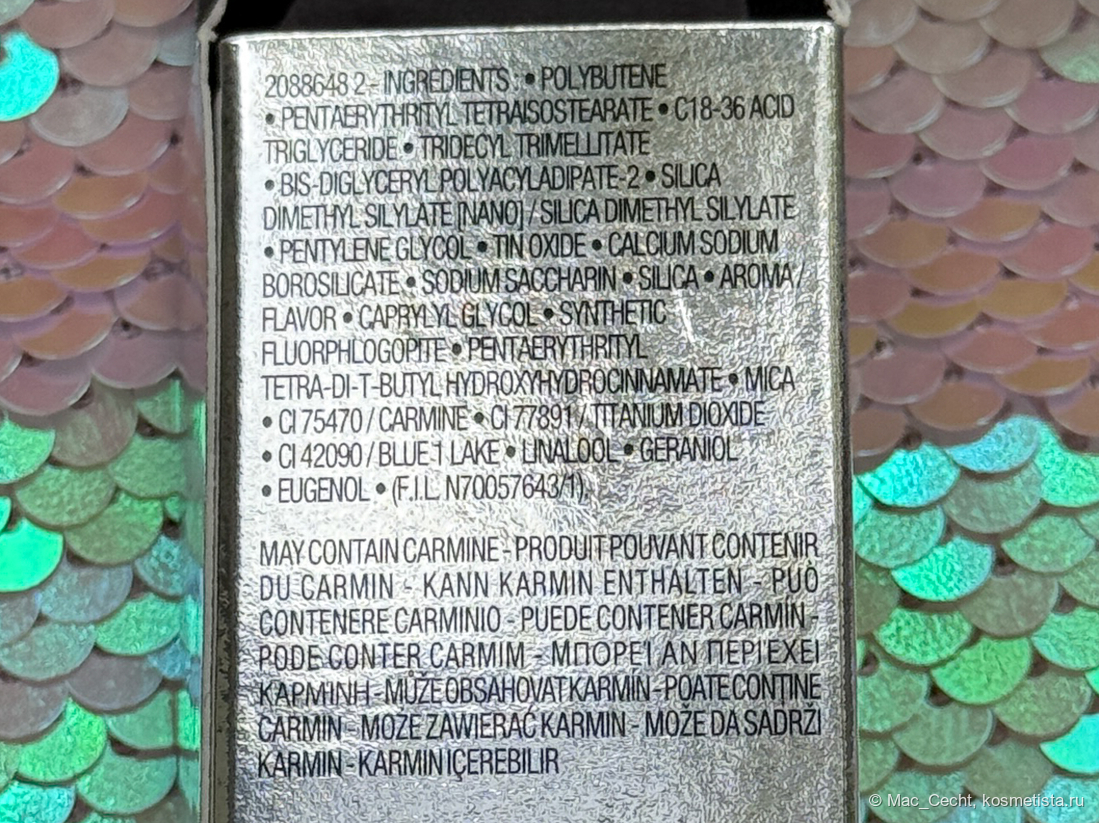 2088648 2 - INGREDIENTS : • POLYBUTENE
• PENTAERYTHRITYL TETRAISOSTEARATE • C18-36 ACID
TRIGLYCERIDE • TRIDECYL TRIMELLITATE
• BIS-DIGLYCERYL POLYACYLADIPATE-2 • SILICA
DIMETHYL SILYLATE [NANO] / SILICA DIMETHYL SILYLATE
• PENTYLENE GLYCOL • TIN OXIDE • CALCIUM SODIUM
BOROSILICATE • SODIUM SACCHARIN • SILICA • AROMA /
FLAVOR • CAPRYLYL GLYCOL • SYNTHETIC
FLUORPHLOGOPITE • PENTAERYTHRITYL
TETRA-DI-T-BUTYL HYDROXYHYDROCINNAMATE • MICA
• CI 75470 / CARMINE • CI 77891 / TITANIUM DIOXIDE
• CI 42090 / BLUE 1 LAKE • LINALOOL • GERANIOL
• EUGENOL • (F.I.L. N70057643/1).
MAY CONTAIN CARMINE - PRODUIT POUVANT CONTENIR
DU CARMIN - KANN KARMIN ENTHALTEN - PUÒ
CONTENERE CARMINIO - PUEDE CONTENER CARMÍN -
PODE CONTER CARMIM - ΜΠΟΡΕΊ ΑΝ ΠΕΡΙΈΧΕΙ
ΚΑΡΜΊΝΗ - MŮŽE OBSAHOVAT KARMIN - POATE CONȚINE
CARMIN - MOŻE ZAWIERAĆ KARMIN - MOŽE DA SADRŽI
KARMIN - KARMIN İÇEREBİLİR
© Mac_Cecht, kosmetista.ru